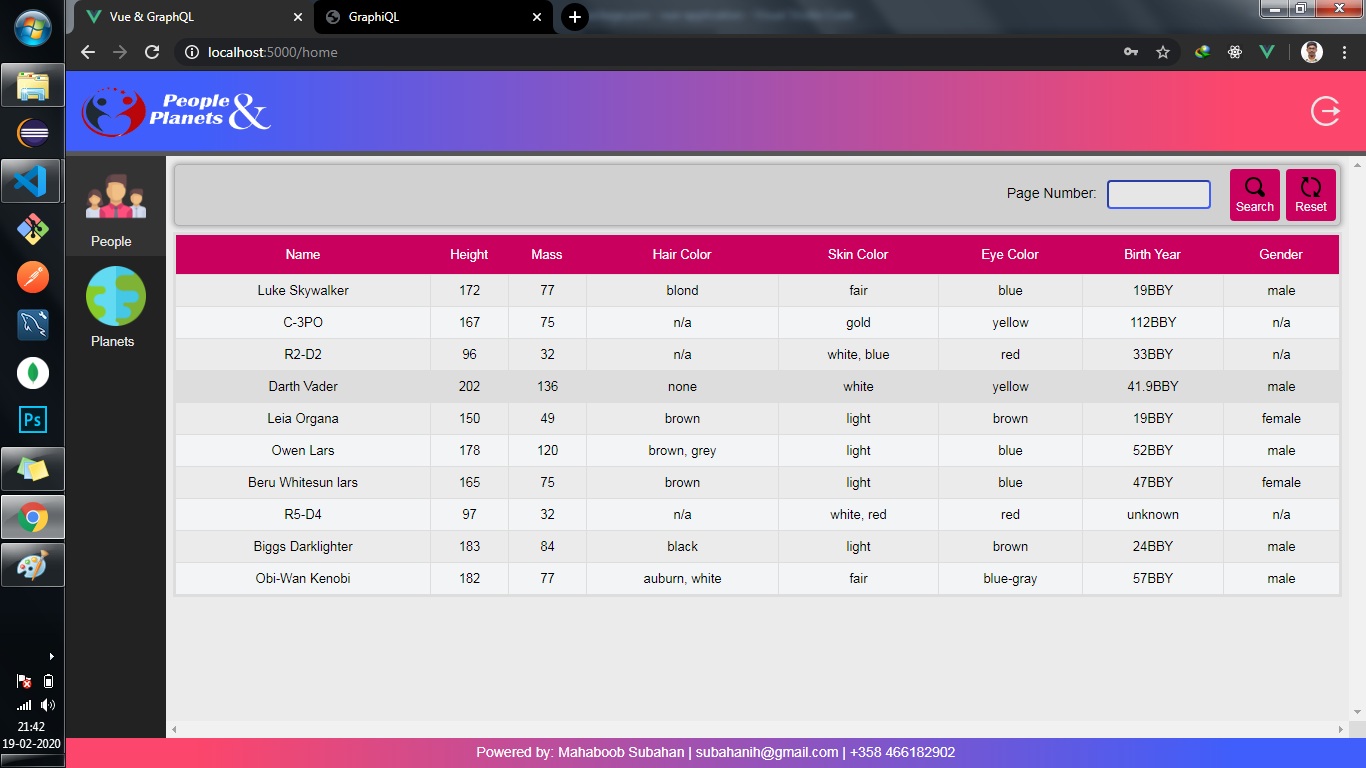 Vue & GraphQL
GraphiQL
localhost:5000/home
People
Planets &
Page Number:
Search
Reset
People
Planets
Name Height Mass Hair Color Skin Color Eye Color Birth Year Gender
Luke Skywalker 172 77 blond fair blue 19BBY male
C-3PO 167 75 n/a gold yellow 112BBY n/a
R2-D2 96 32 n/a white, blue red 33BBY n/a
Darth Vader 202 136 none white yellow 41.9BBY male
Leia Organa 150 49 brown light brown 19BBY female
Owen Lars 178 120 brown, grey light blue 52BBY male
Beru Whitesun lars 165 75 brown light blue 47BBY female
R5-D4 97 32 n/a white, red red unknown n/a
Biggs Darklighter 183 84 black light brown 24BBY male
Obi-Wan Kenobi 182 77 auburn, white fair blue-gray 57BBY male
Ps
21:42
19-02-2020
Powered by: Mahaboob Subahan | subahanih@gmail.com | +358 466182902